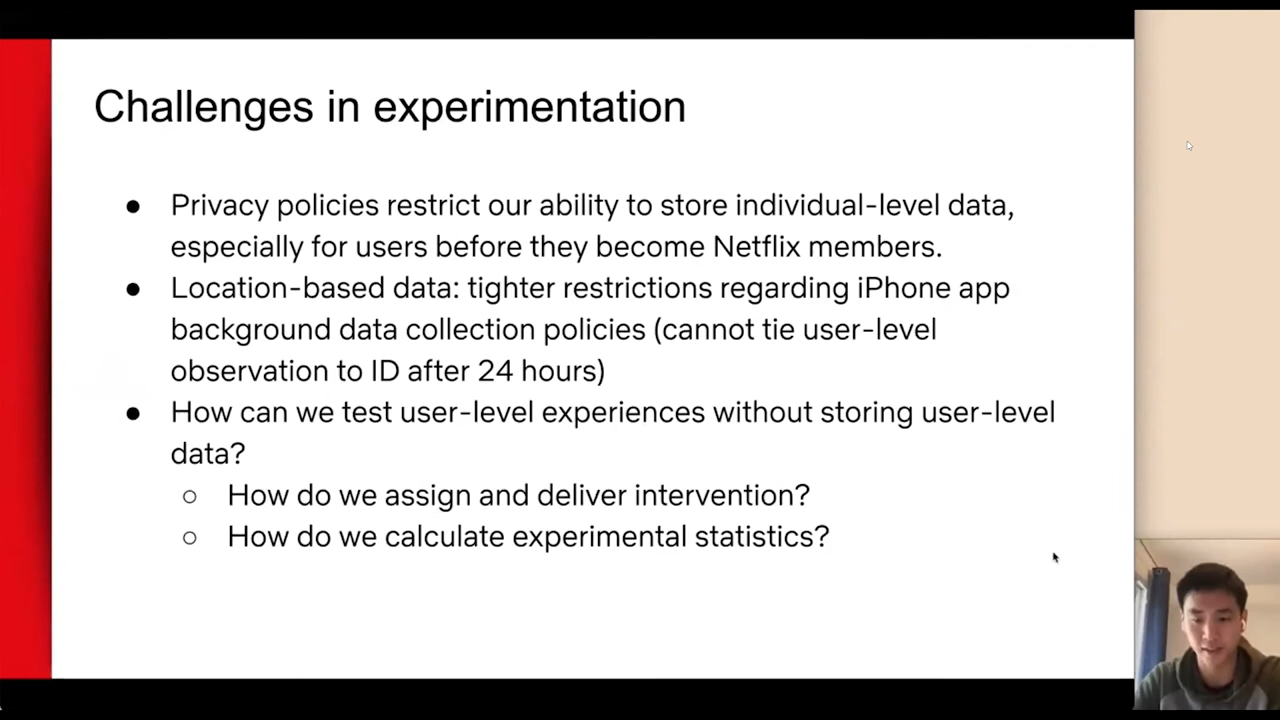 Challenges in experimentation
● Privacy policies restrict our ability to store individual-level data,
especially for users before they become Netflix members.
● Location-based data: tighter restrictions regarding iPhone app
background data collection policies (cannot tie user-level
observation to ID after 24 hours)
● How can we test user-level experiences without storing user-level
data?
○ How do we assign and deliver intervention?
○ How do we calculate experimental statistics?